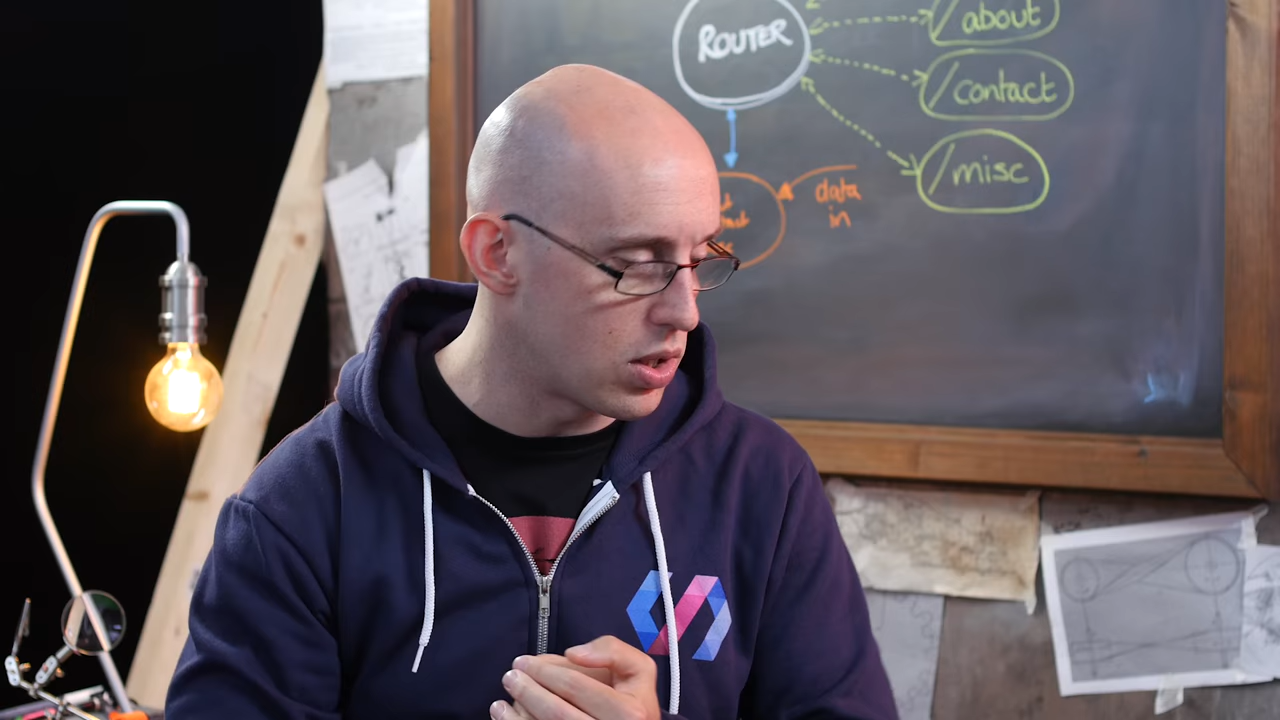 ROUTER
/about
/contact
/misc
data
in